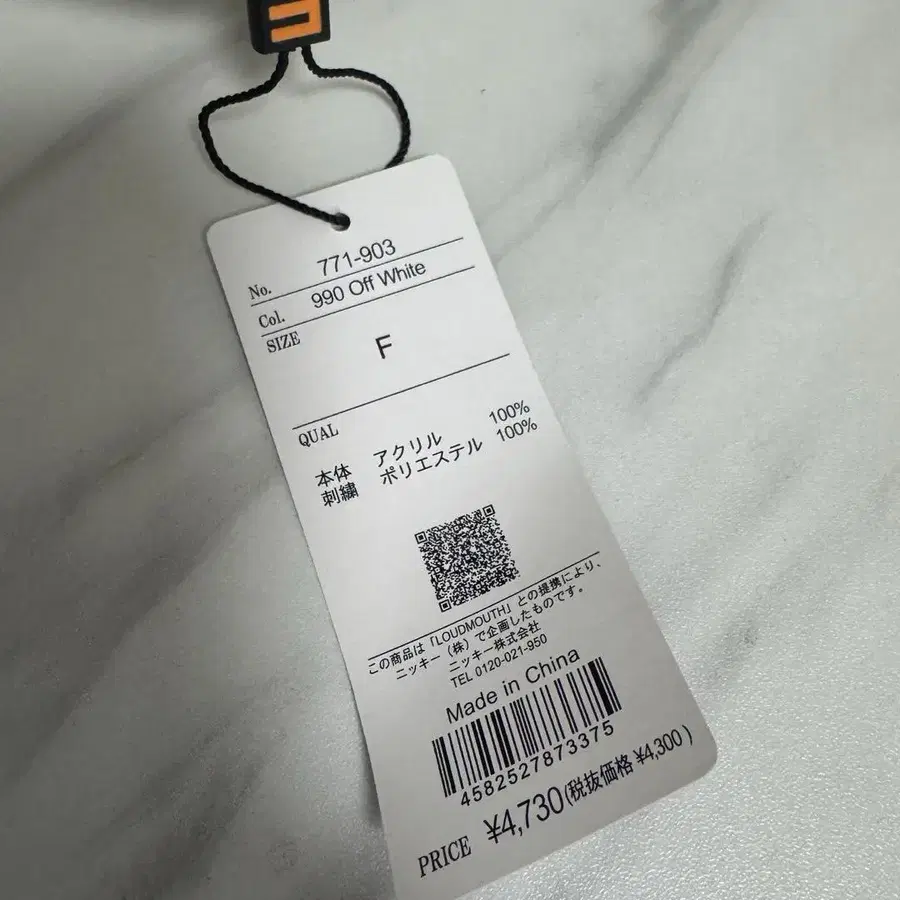 No. 771-903
Col. 990 Off White
SIZE
F
QUAL
本体 アクリル 100%
刺繍 ポリエステル 100%
この商品は「LOUDMOUTH」との提携により、
ニッキー（株）で企画したものです。
ニッキー株式会社
TEL 0120-021-950
Made in China
4582527873375
PRICE ¥4,730(税抜価格 ¥4,300)